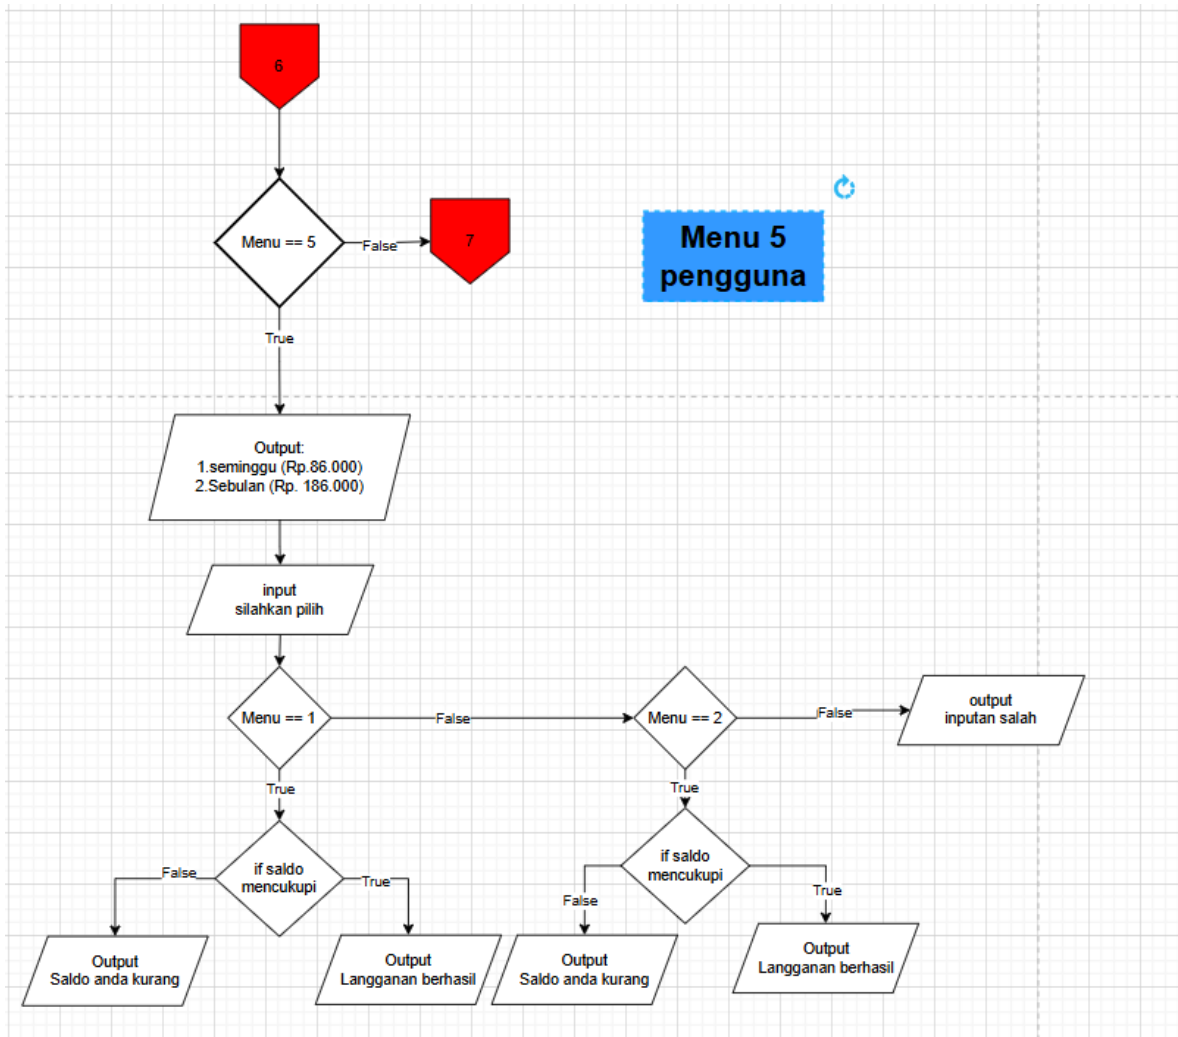 6
Menu == 5
False
7
Menu 5
pengguna
True
Output:
1.seminggu (Rp.86.000)
2.Sebulan (Rp. 186.000)
input
silahkan pilih
Menu == 1
False
Menu == 2
False
output
inputan salah
True
True
if saldo
mencukupi
False
True
if saldo
mencukupi
False
True
Output
Saldo anda kurang
Output
Langganan berhasil
Output
Saldo anda kurang
Output
Langganan berhasil